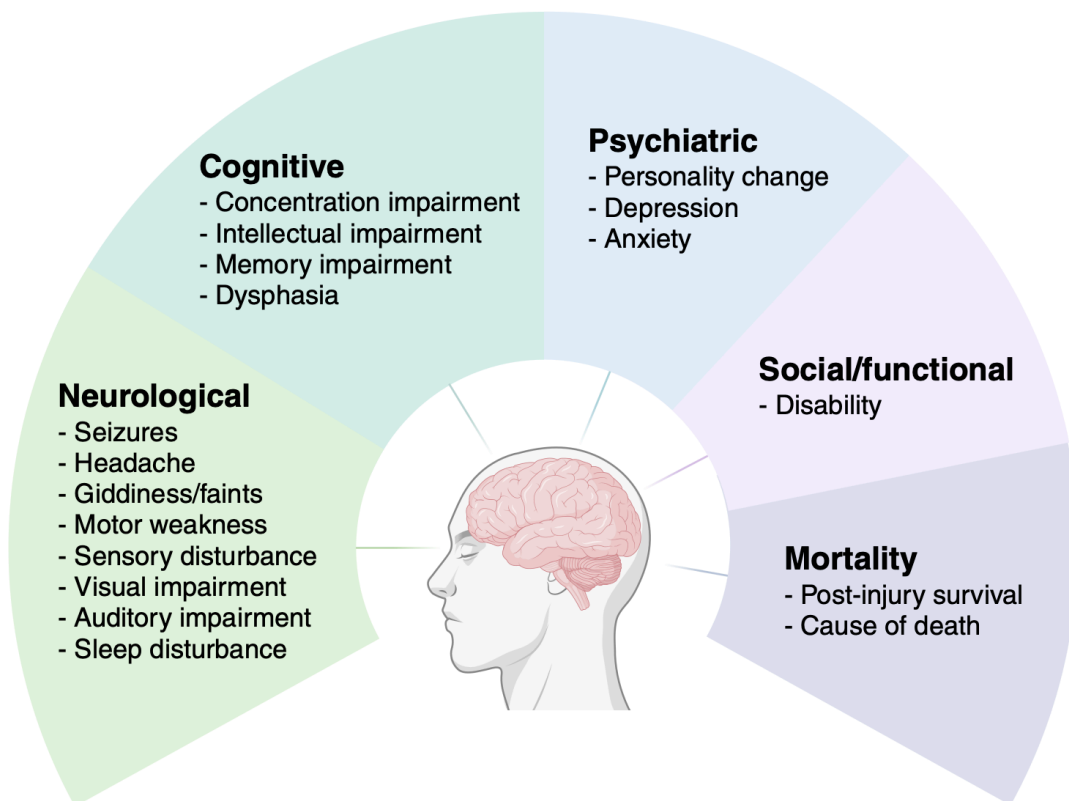 Cognitive
- Concentration impairment
- Intellectual impairment
- Memory impairment
- Dysphasia
Psychiatric
- Personality change
- Depression
- Anxiety
Neurological
- Seizures
- Headache
- Giddiness/faints
- Motor weakness
- Sensory disturbance
- Visual impairment
- Auditory impairment
- Sleep disturbance
Social/functional
- Disability
Mortality
- Post-injury survival
- Cause of death